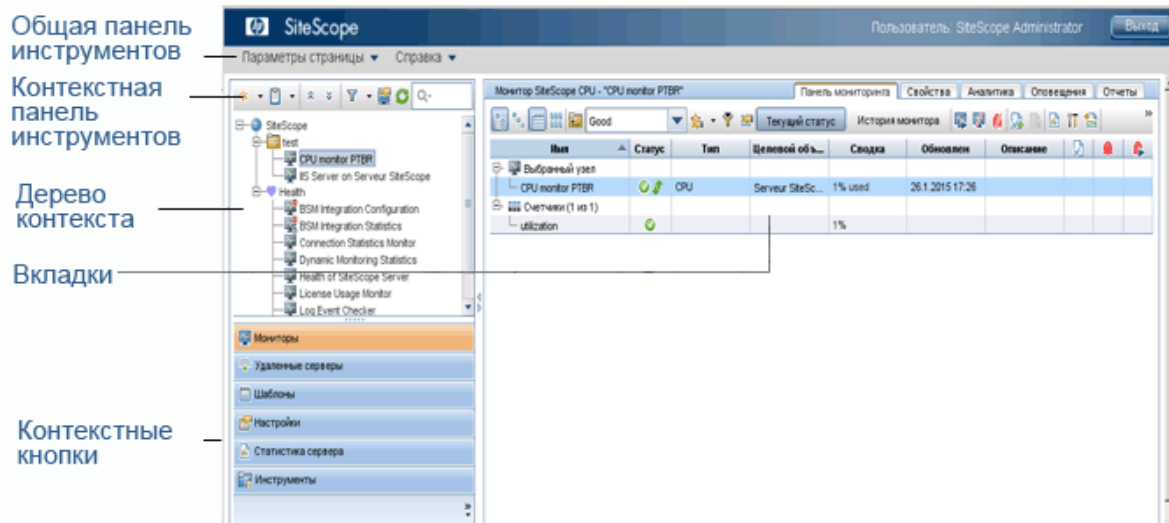 Общая панель
инструментов
Контекстная
панель
инструментов
Дерево
контекста
Вкладки
Контекстные
кнопки
hp SiteScope
Пользователь: SiteScope Administrator
Выход
Параметры страницы Справка
SiteScope
test
CPU monitor PTBR
IIS Server on Serveur SiteScope
Health
BSM Integration Configuration
BSM Integration Statistics
Connection Statistics Monitor
Dynamic Monitoring Statistics
Health of SiteScope Server
License Usage Monitor
Log Event Checker
Мониторы
Удаленные серверы
Шаблоны
Настройки
Статистика сервера
Инструменты
Монитор SiteScope CPU - "CPU monitor PTBR"
Панель мониторинга Свойства Аналитика Оповещения Отчеты
Good Текущий статус История монитора
Имя Статус Тип Целевой объ... Сводка Обновлен Описание
Выбранный узел
CPU monitor PTBR CPU Serveur SiteSc... 1% used 26.1.2015 17:26
Счетчики (1 из 1)
utilization 1%